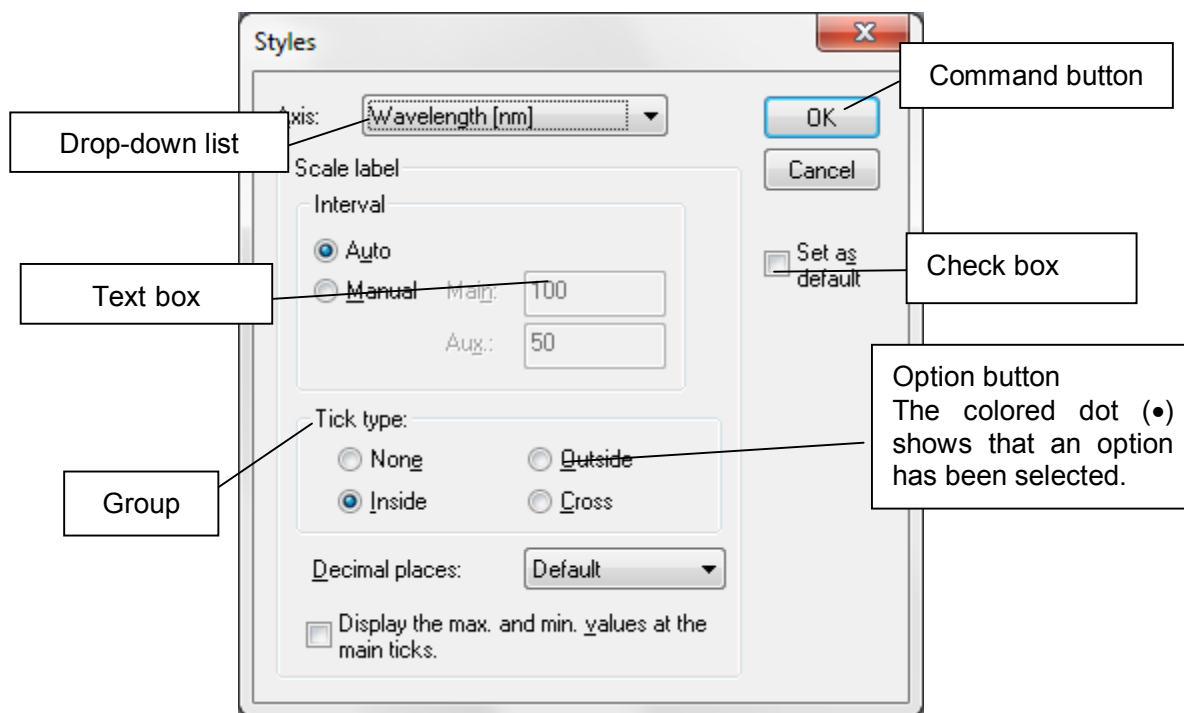 Styles
Command button
Axis:
Wavelength [nm]
OK
Drop-down list
Cancel
Scale label
Interval
Auto
Set as
default
Check box
Text box
Manual
Main:
100
Aux.:
50
Option button
The colored dot (•)
shows that an option
has been selected.
Tick type:
None
Outside
Group
Inside
Cross
Decimal places:
Default
Display the max. and min. values at the
main ticks.